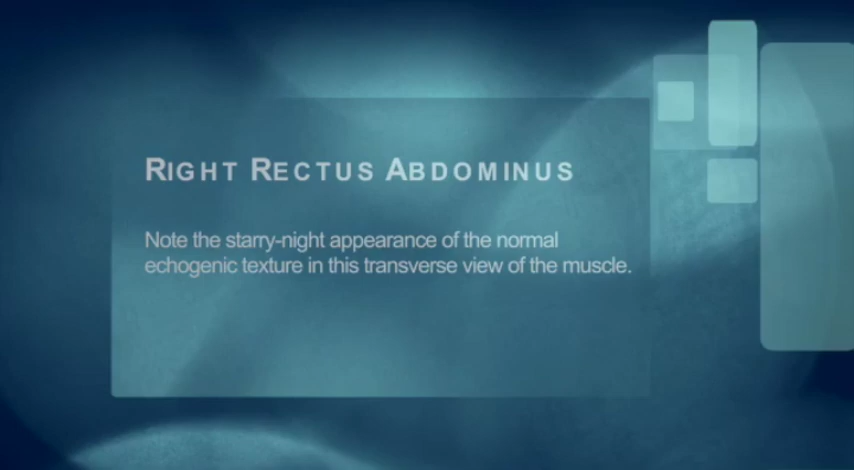 RIGHT RECTUS ABDOMINUS
Note the starry-night appearance of the normal
echogenic texture in this transverse view of the muscle.